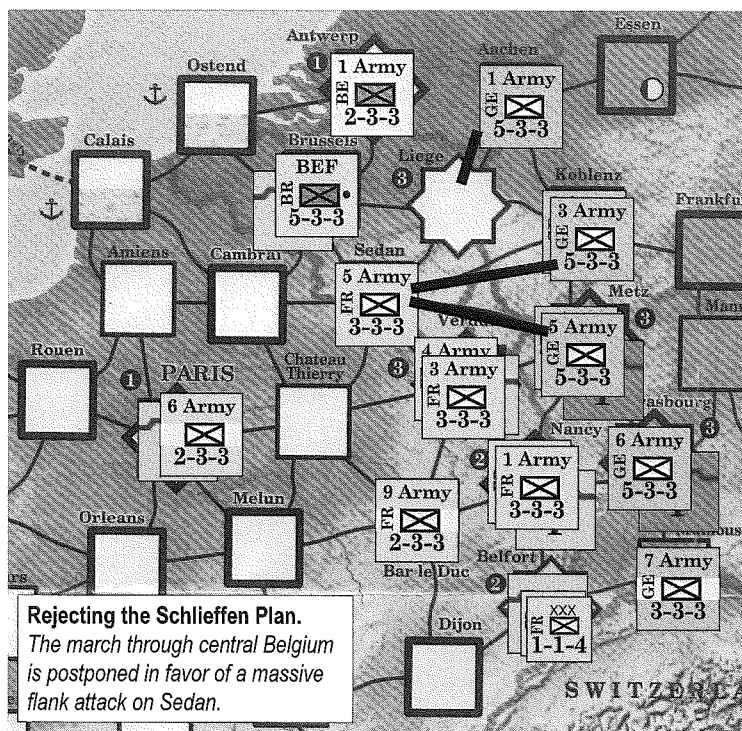 Antwerp
Essen
Ostend
Aachen
1
1 Army
BE
2-3-3
1 Army
GE
5-3-3
Calais
Brussels
BEF
BR
5-3-3
Liege
3
Koblenz
3 Army
GE
5-3-3
Frankfu
Amiens
Cambrai
Sedan
5 Army
FR
3-3-3
Metz
3
5 Army
GE
5-3-3
Mann
Rouen
PARIS
1
6 Army
2-3-3
Chateau
Thierry
Verdu
3
4 Army
3 Army
FR
3-3-3
Nancy
2
1 Army
FR
3-3-3
rasbourg
3
6 Army
GE
5-3-3
Orleans
Melun
9 Army
FR
2-3-3
Bar le Duc
Belfort
2
XXX
FR
1-1-4
7 Army
GE
3-3-3
Dijon
SWITZERLA
Rejecting the Schlieffen Plan.
The march through central Belgium
is postponed in favor of a massive
flank attack on Sedan.